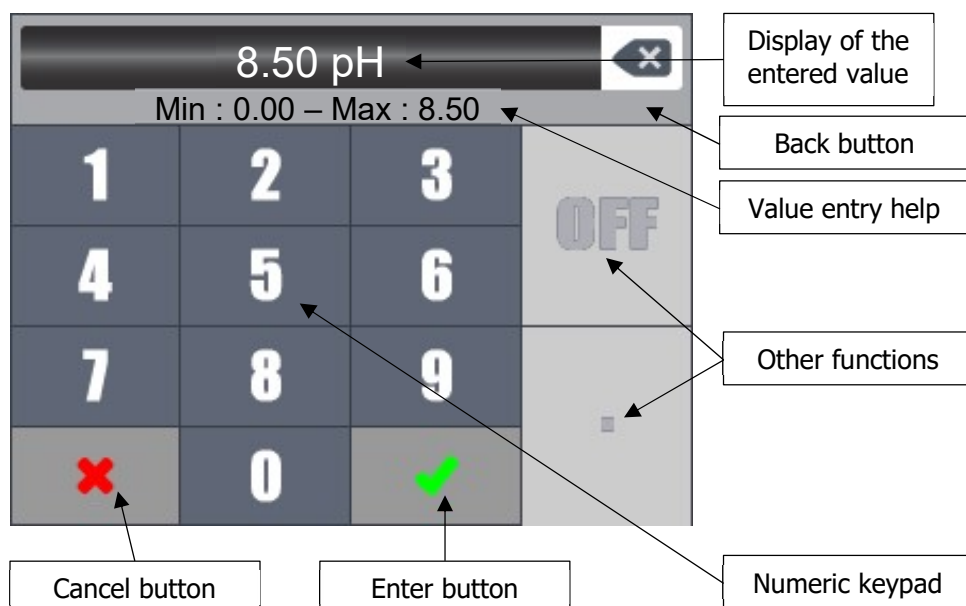 8.50 pH
Display of the
entered value
Min : 0.00 – Max : 8.50
Back button
1 2 3
OFF
Value entry help
4 5 6
7 8 9
.
Other functions
0
Cancel button
Enter button
Numeric keypad